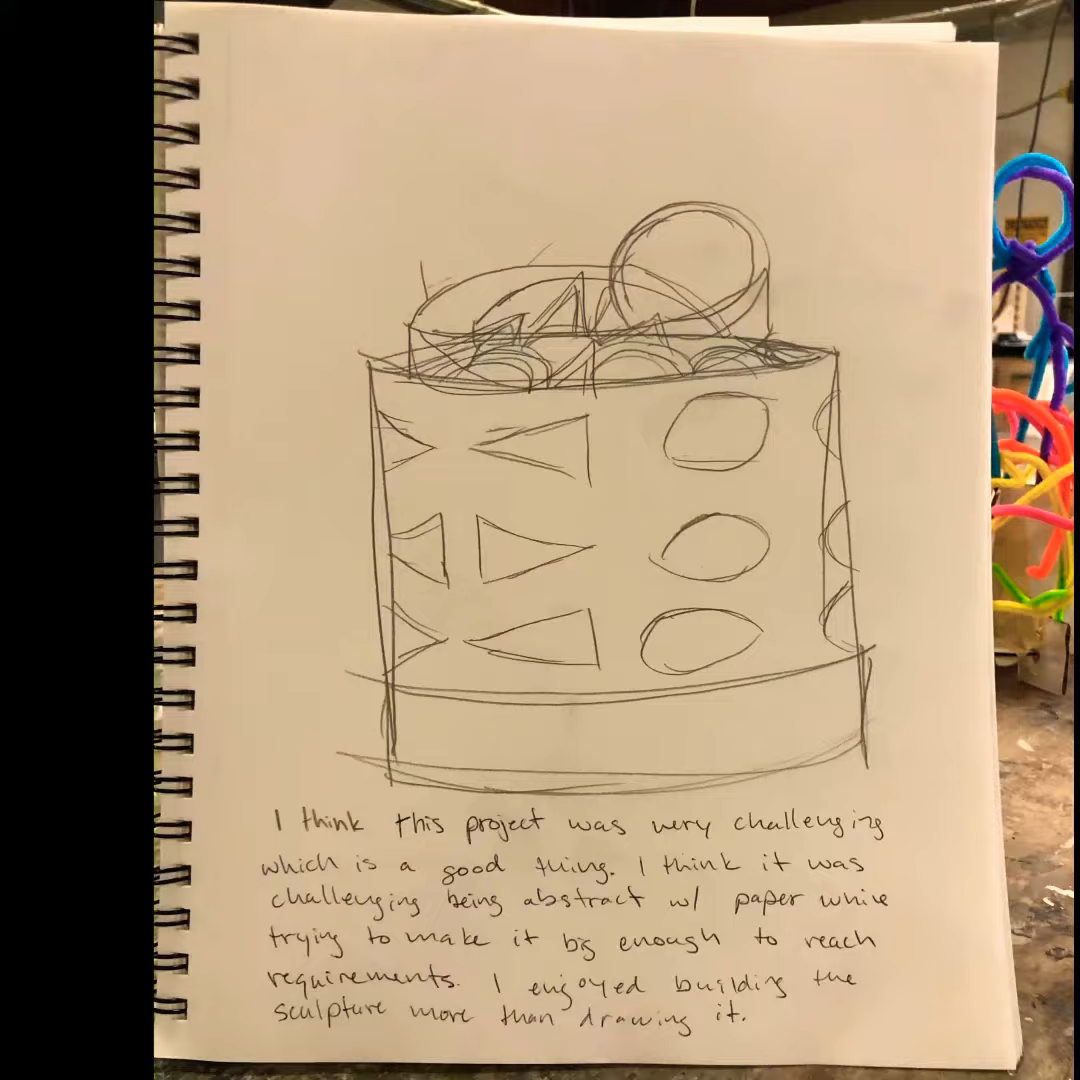 I think this project was very challenging
which is a good thing. I think it was
challenging being abstract w/ paper while
trying to make it big enough to reach
requirements. I enjoyed building the
sculpture more than drawing it.